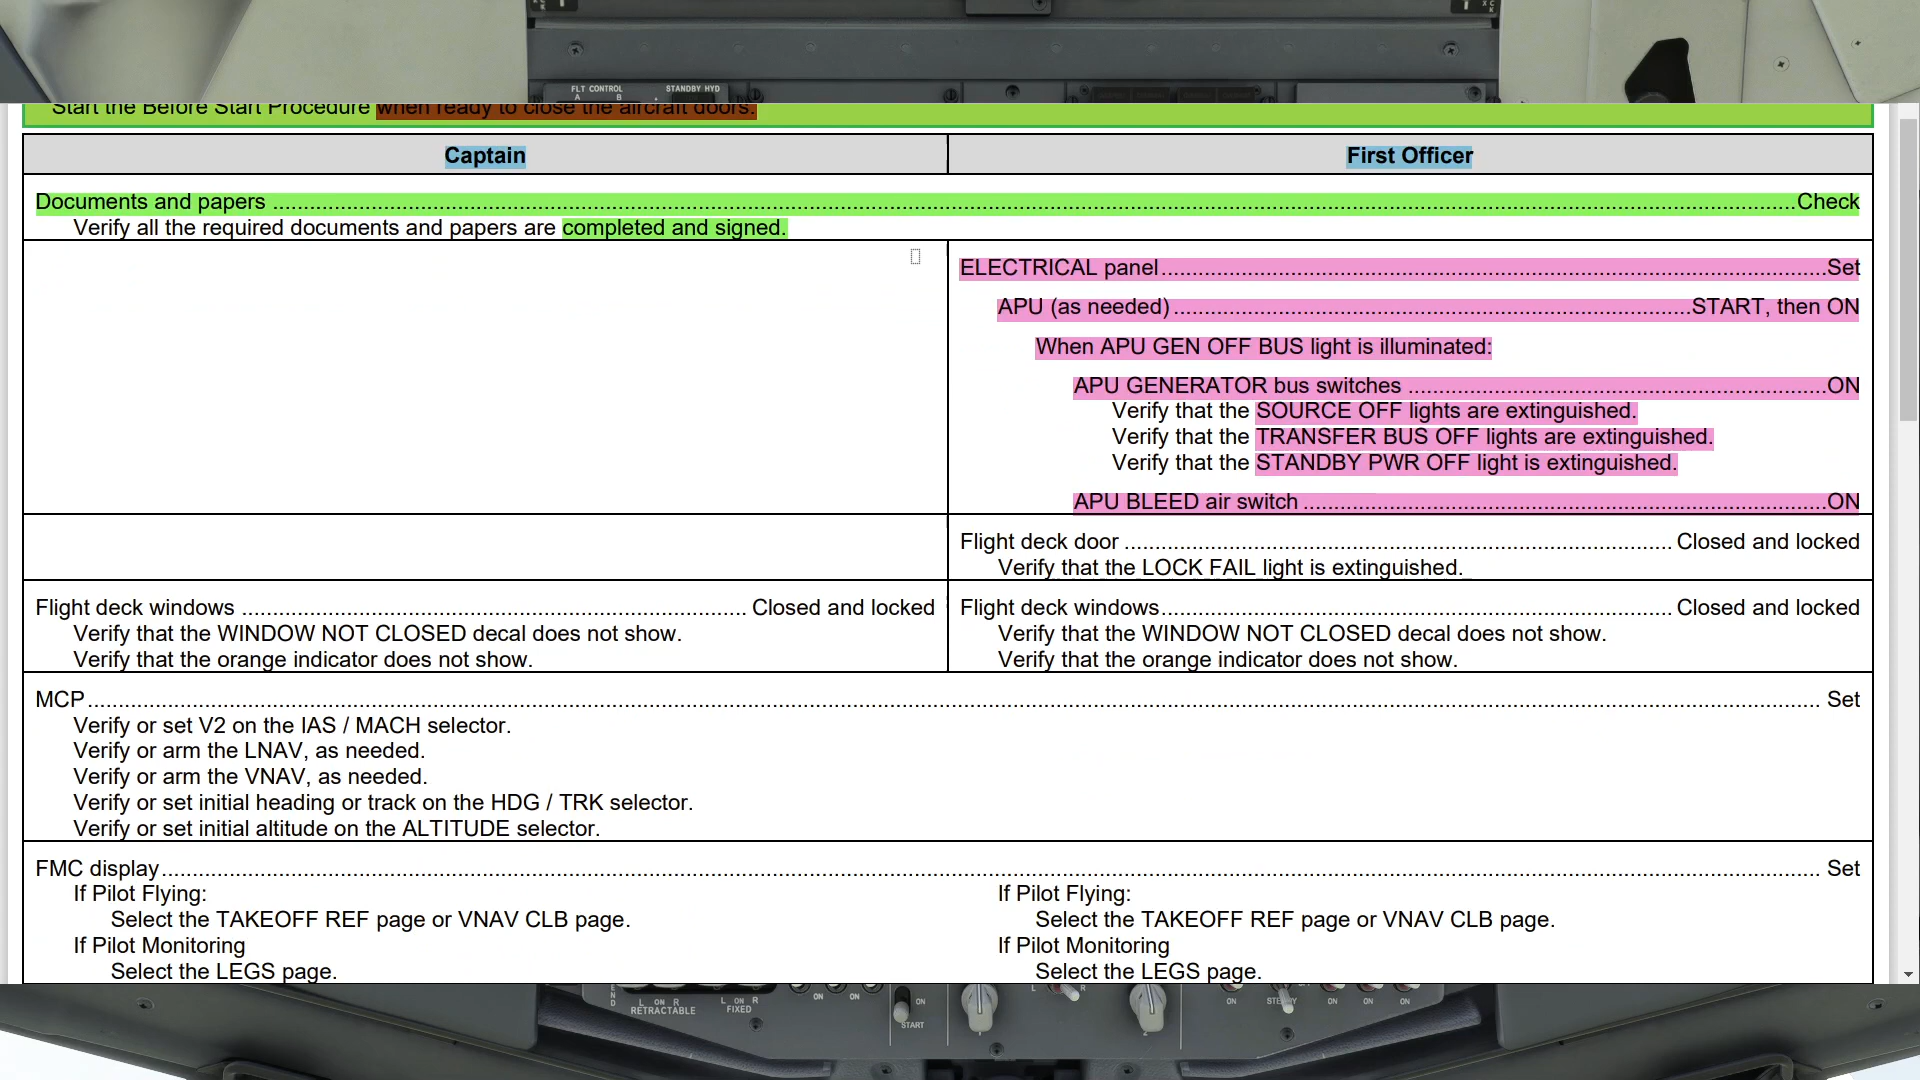 FLT CONTROL
A B
STANDBY HYD
Start the Before Start Procedure when ready to close the aircraft doors.
Captain
First Officer
Documents and papers ........ Check
Verify all the required documents and papers are completed and signed.
ELECTRICAL panel ........ Set
APU (as needed) ........ START, then ON
When APU GEN OFF BUS light is illuminated:
APU GENERATOR bus switches ........ ON
Verify that the SOURCE OFF lights are extinguished.
Verify that the TRANSFER BUS OFF lights are extinguished.
Verify that the STANDBY PWR OFF light is extinguished.
APU BLEED air switch ........ ON
Flight deck door ........ Closed and locked
Verify that the LOCK FAIL light is extinguished.
Flight deck windows ........ Closed and locked
Verify that the WINDOW NOT CLOSED decal does not show.
Verify that the orange indicator does not show.
Flight deck windows ........ Closed and locked
Verify that the WINDOW NOT CLOSED decal does not show.
Verify that the orange indicator does not show.
MCP ........ Set
Verify or set V2 on the IAS / MACH selector.
Verify or arm the LNAV, as needed.
Verify or arm the VNAV, as needed.
Verify or set initial heading or track on the HDG / TRK selector.
Verify or set initial altitude on the ALTITUDE selector.
FMC display ........ Set
If Pilot Flying:
Select the TAKEOFF REF page or VNAV CLB page.
If Pilot Monitoring
Select the LEGS page.
If Pilot Flying:
Select the TAKEOFF REF page or VNAV CLB page.
If Pilot Monitoring
Select the LEGS page.
L ON R
RETRACTABLE
L ON R
FIXED
ON
ON
ON
START
L
R
1
2
ON
ON
ON
ON